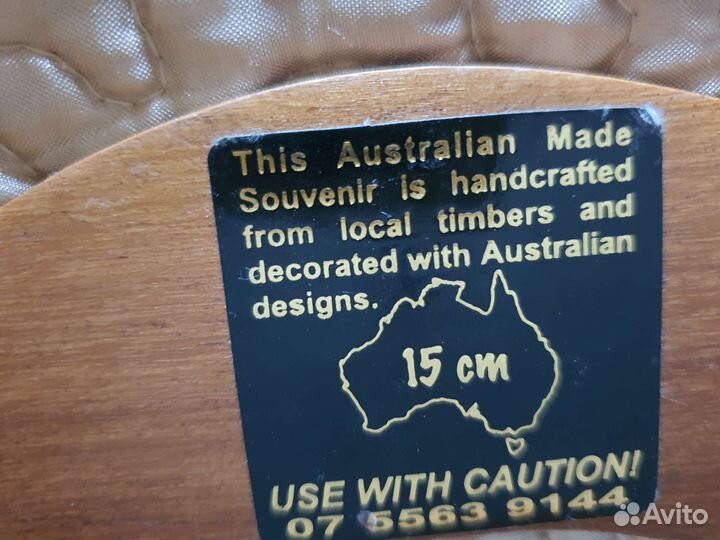 This Australian Made
Souvenir is handcrafted
from local timbers and
decorated with Australian
designs.
15 cm
USE WITH CAUTION!
07 5563 9144
Avito